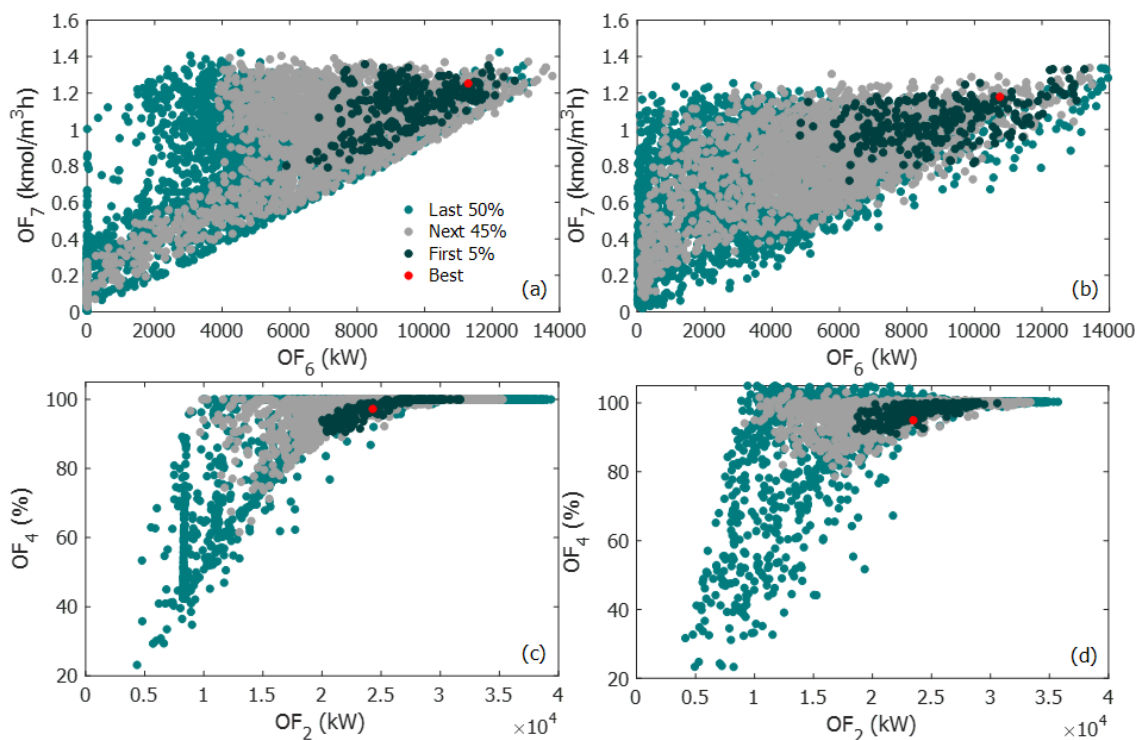 1.6
1.4
1.2
1
0.8
0.6
0.4
0.2
0
OF7 (kmol/m³h)
0 2000 4000 6000 8000 10000 12000 14000
OF6 (kW)
Last 50%
Next 45%
First 5%
Best
(a)
1.6
1.4
1.2
1
0.8
0.6
0.4
0.2
0
OF7 (kmol/m³h)
0 2000 4000 6000 8000 10000 12000 14000
OF6 (kW)
(b)
100
80
60
40
20
OF4 (%)
0 0.5 1 1.5 2 2.5 3 3.5 40
OF2 (kW)
×10⁴
(c)
100
80
60
40
20
OF4 (%)
0 0.5 1 1.5 2 2.5 3 3.5 4
OF2 (kW)
×10⁴
(d)